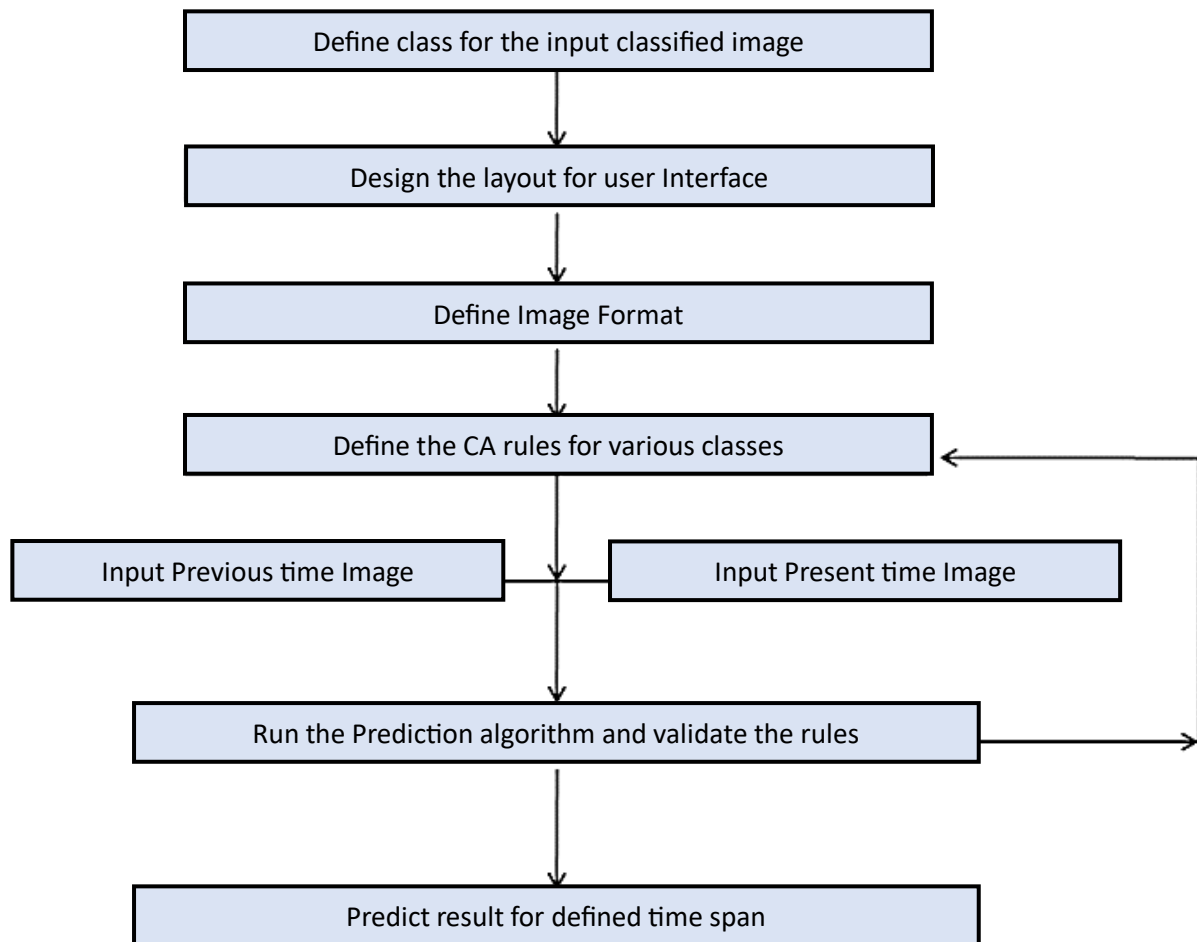 Define class for the input classified image
Design the layout for user Interface
Define Image Format
Define the CA rules for various classes
Input Previous time Image
Input Present time Image
Run the Prediction algorithm and validate the rules
Predict result for defined time span